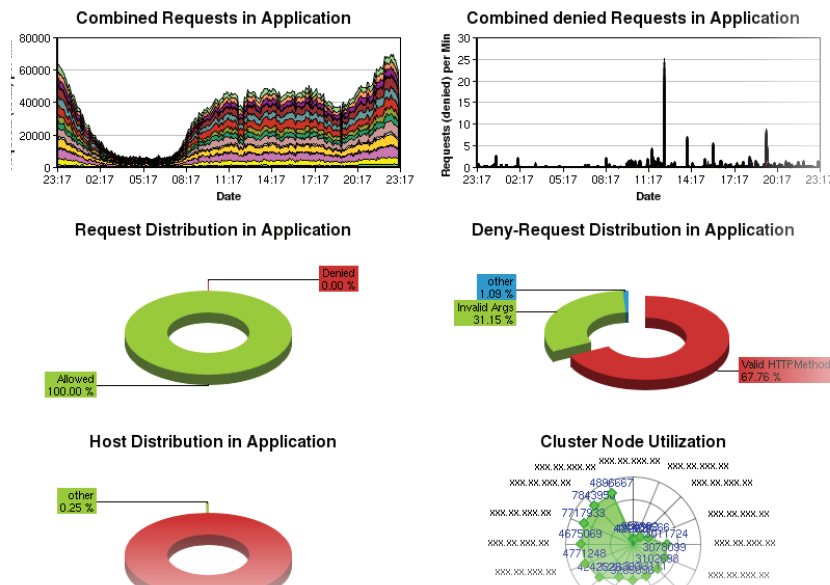 Combined Requests in Application
80000
60000
40000
20000
0
23:17 02:17 05:17 08:17 11:17 14:17 17:17 20:17 23:17
Date
Combined denied Requests in Application
Requests (denied) per Min
30
25
20
15
10
5
0
23:17 02:17 05:17 08:17 11:17 14:17 17:17 20:17 23:17
Date
Request Distribution in Application
Denied
0.00 %
Allowed
100.00 %
Deny-Request Distribution in Application
other
1.09 %
Invalid Args
31.15 %
Valid HTTPMethod
67.76 %
Host Distribution in Application
other
0.25 %
Cluster Node Utilization
xxx.xx.xxx.xx
xxx.xx.xxx.xx xxx.xx.xxx.xx
xxx.xx.xxx.xx xxx.xx.xxx.xx
xxx.xx.xxx.xx xxx.xx.xxx.xx
xxx.xx.xxx.xx xxx.xx.xxx.xx
xxx.xx.xxx.xx xxx.xx.xxx.xx
4896667
7717933
4675069
4771248
3078099